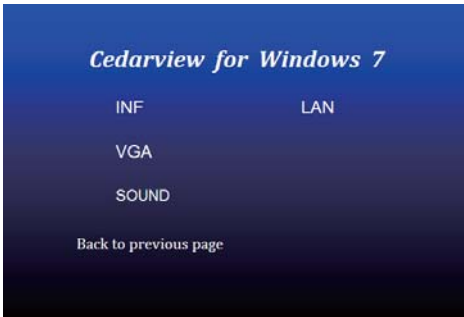 Cedarview for Windows 7
INF LAN
VGA
SOUND
Back to previous page